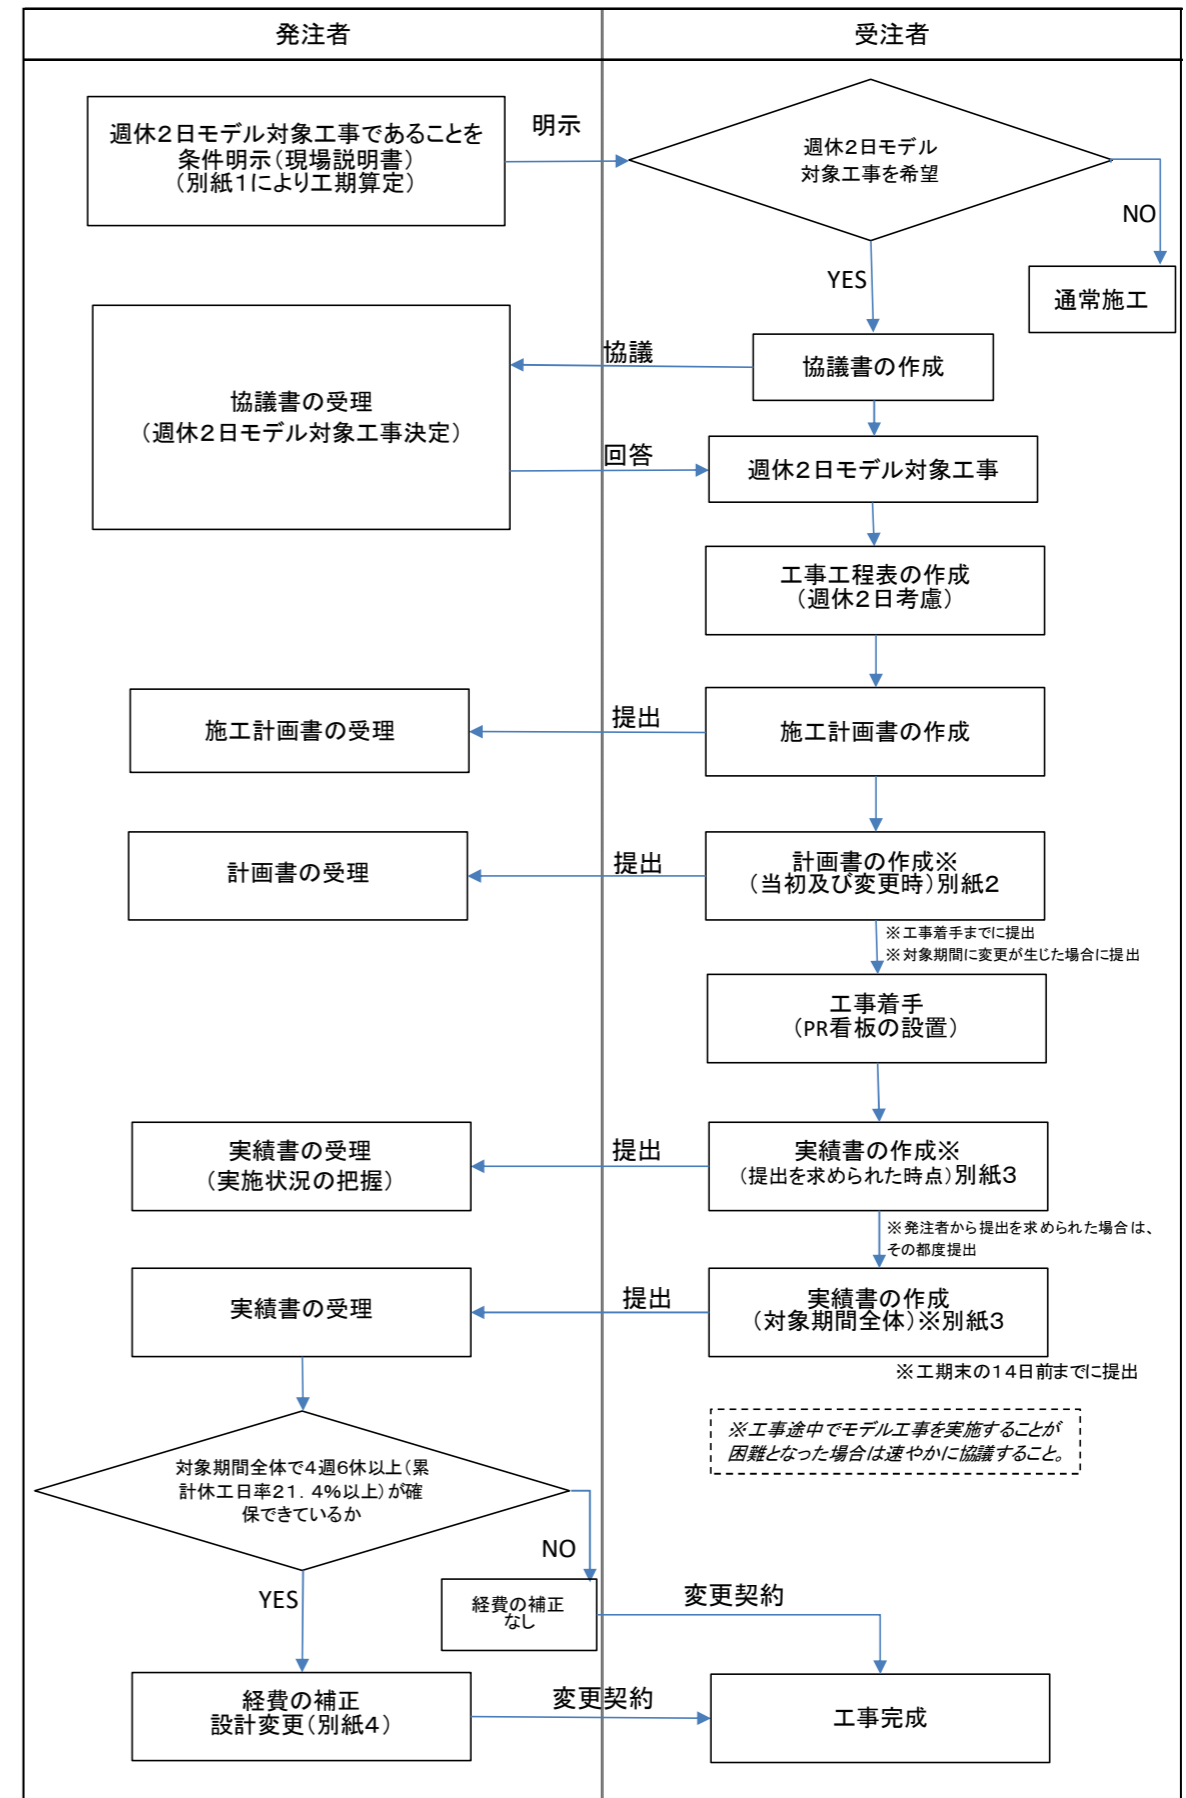 発注者
受注者
週休２日モデル対象工事であることを
条件明示（現場説明書）
（別紙１により工期算定）
明示
週休２日モデル
対象工事を希望
NO
通常施工
YES
協議書の作成
協議
協議書の受理
（週休２日モデル対象工事決定）
回答
週休２日モデル対象工事
工事工程表の作成
（週休２日考慮）
施工計画書の作成
提出
施工計画書の受理
計画書の作成※
（当初及び変更時）別紙２
提出
計画書の受理
※工事着手までに提出
※対象期間に変更が生じた場合に提出
工事着手
（PR看板の設置）
実績書の作成※
（提出を求められた時点）別紙３
提出
実績書の受理
（実施状況の把握）
※発注者から提出を求められた場合は、
その都度提出
実績書の作成
（対象期間全体）※別紙３
提出
実績書の受理
※工期末の１４日前までに提出
※工事途中でモデル工事を実施することが
困難となった場合は速やかに協議すること。
対象期間全体で４週６休以上（累
計休工日率２１．４％以上）が確
保できているか
NO
経費の補正
なし
変更契約
YES
経費の補正
設計変更（別紙４）
変更契約
工事完成